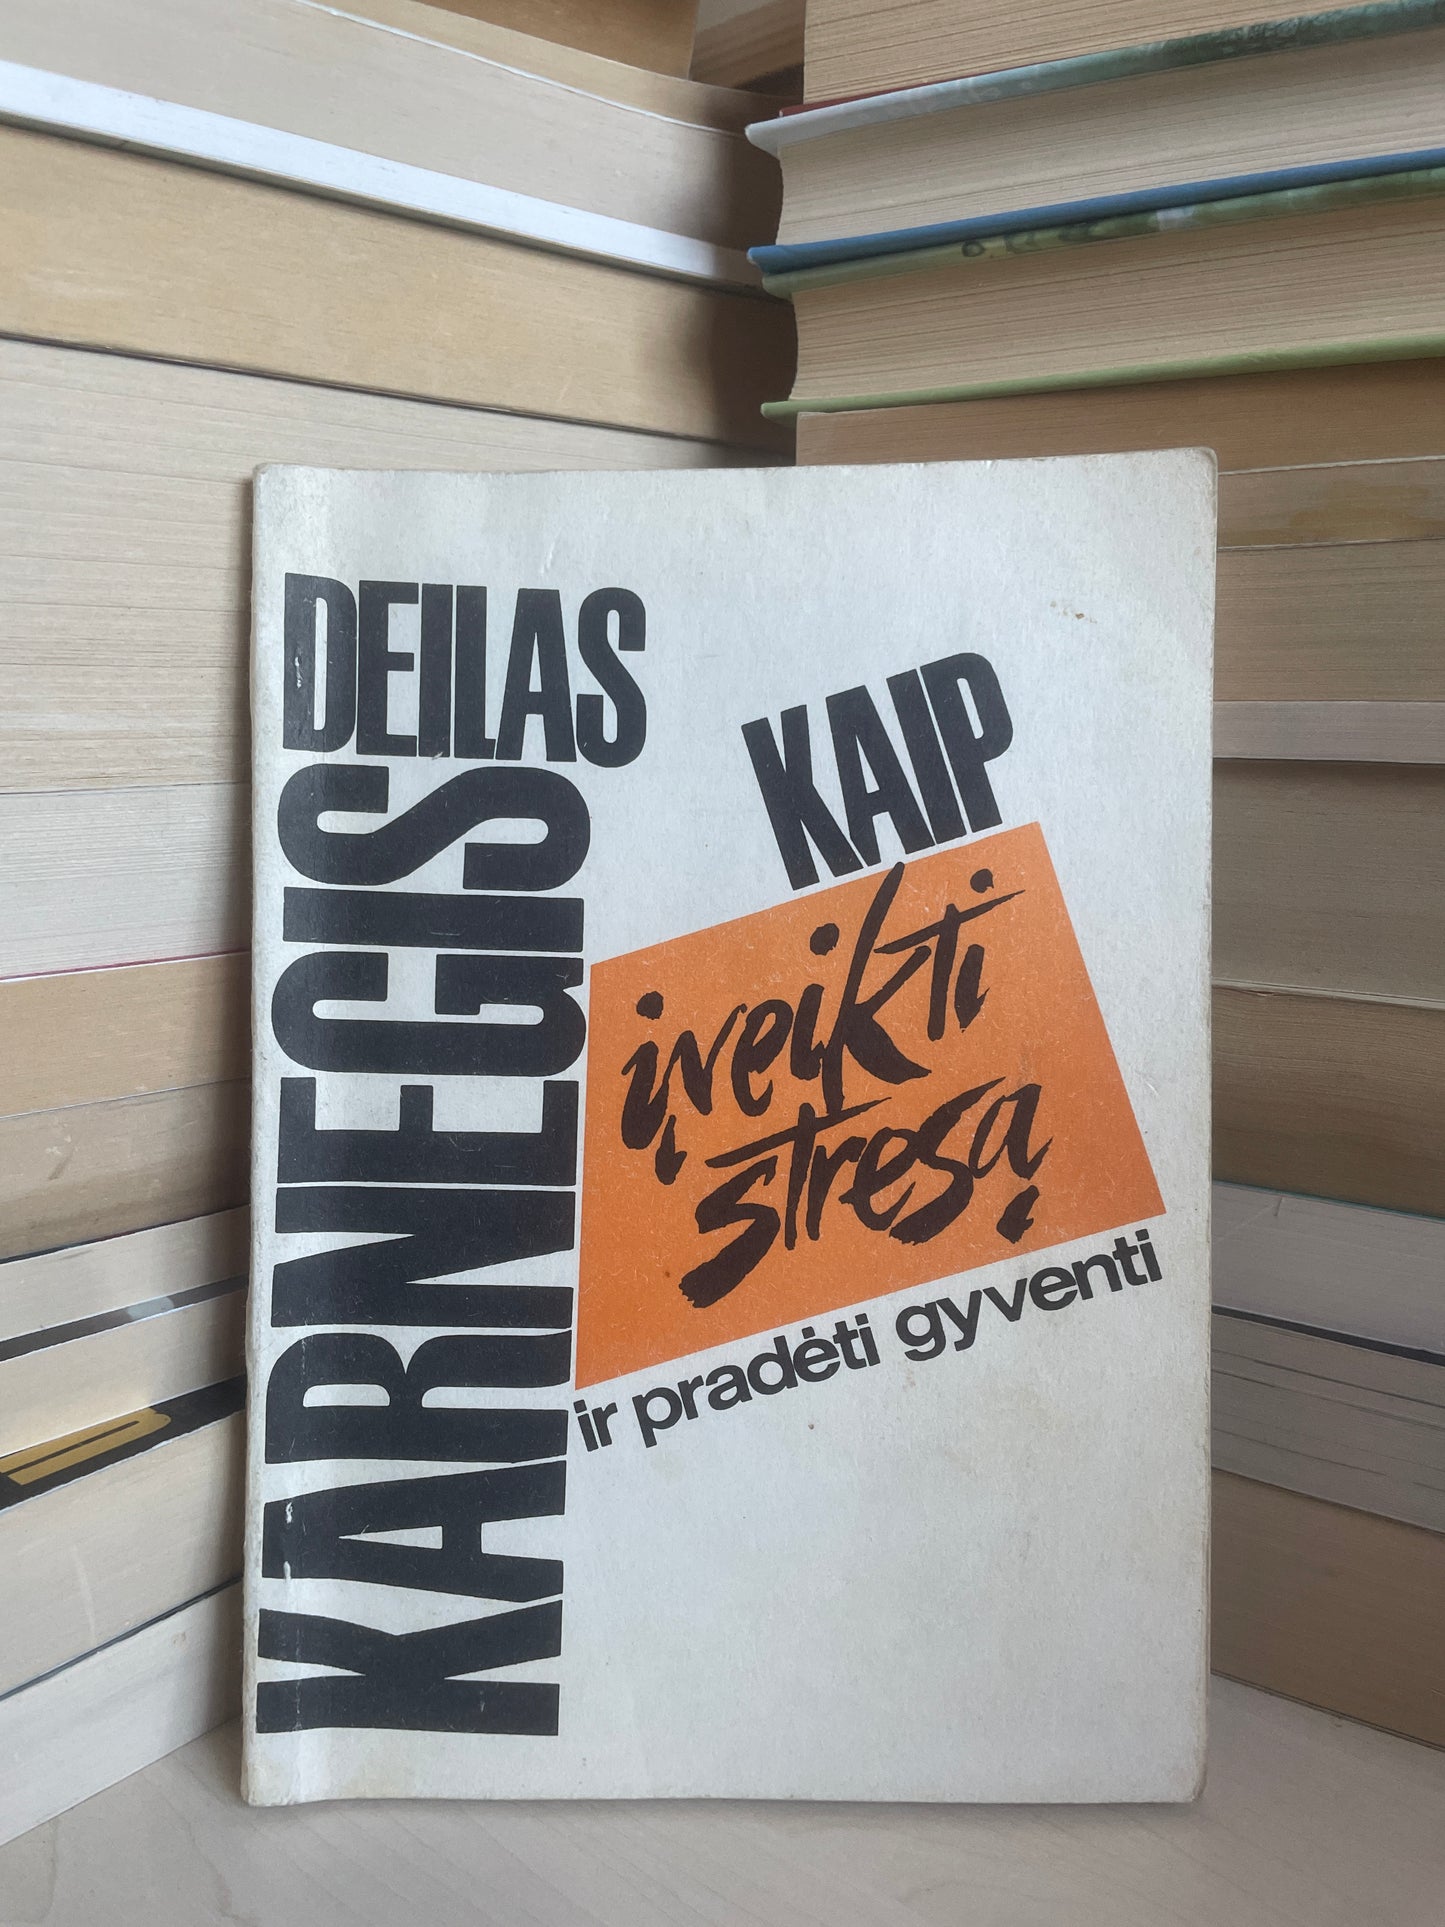 DEILAS
KARNEGIS
KAIP
įveikti
stresą
ir pradėti gyventi